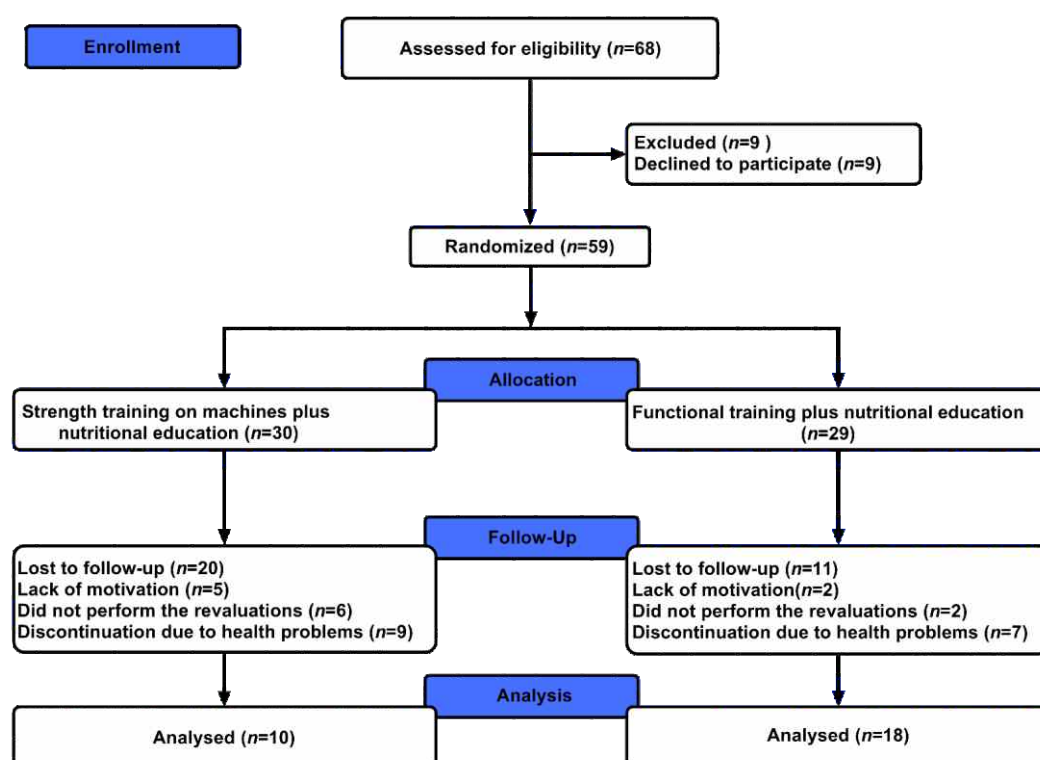 Enrollment
Assessed for eligibility (n=68)
Excluded (n=9 )
Declined to participate (n=9)
Randomized (n=59)
Allocation
Strength training on machines plus
nutritional education (n=30)
Functional training plus nutritional education
(n=29)
Follow-Up
Lost to follow-up (n=20)
Lack of motivation (n=5)
Did not perform the revaluations (n=6)
Discontinuation due to health problems (n=9)
Lost to follow-up (n=11)
Lack of motivation(n=2)
Did not perform the revaluations (n=2)
Discontinuation due to health problems (n=7)
Analysis
Analysed (n=10)
Analysed (n=18)